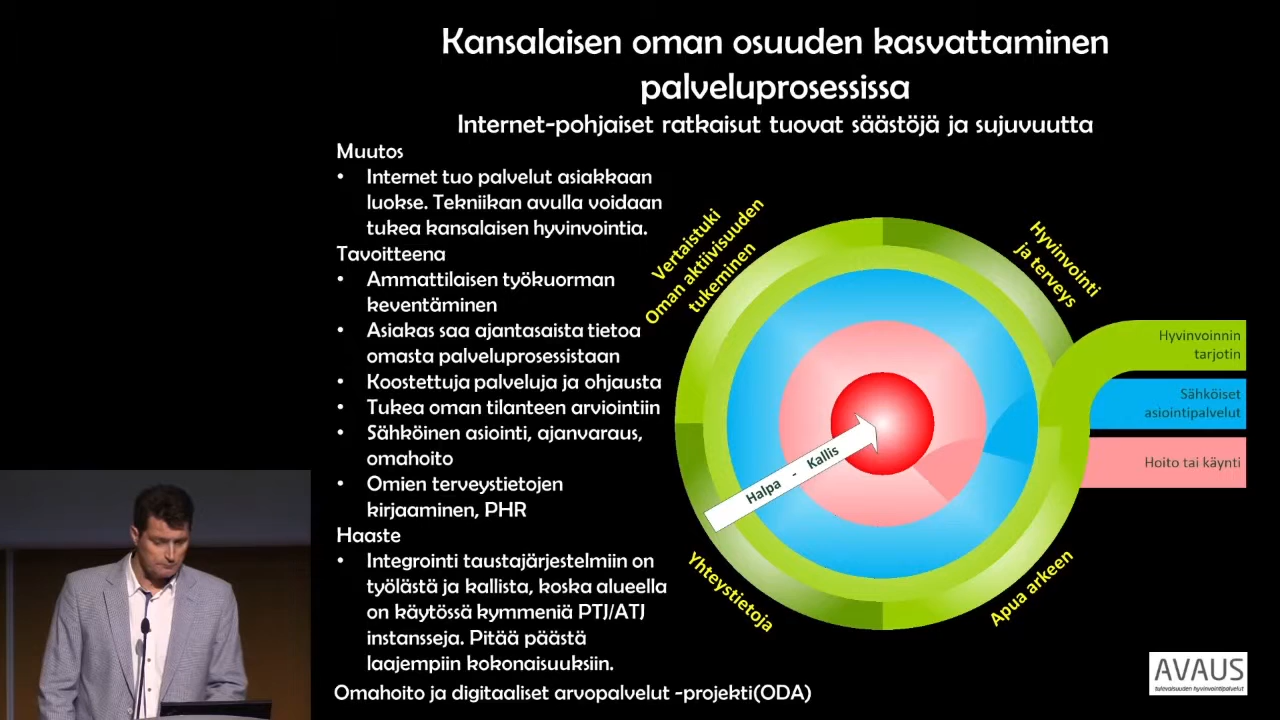 Kansalaisen oman osuuden kasvattaminen
palveluprosessissa
Internet-pohjaiset ratkaisut tuovat säästöjä ja sujuvuutta
Muutos
• Internet tuo palvelut asiakkaan
luokse. Tekniikan avulla voidaan
tukea kansalaisen hyvinvointia.
Tavoitteena
• Ammattilaisen työkuorman
keventäminen
• Asiakas saa ajantasaista tietoa
omasta palveluprosessistaan
• Koostettuja palveluja ja ohjausta
• Tukea oman tilanteen arviointiin
• Sähköinen asiointi, ajanvaraus,
omahoito
• Omien terveystietojen
kirjaaminen, PHR
Haaste
• Integrointi taustajärjestelmiin on
työlästä ja kallista, koska alueella
on käytössä kymmeniä PTJ/ATJ
instansseja. Pitää päästä
laajempiin kokonaisuuksiin.
Omahoito ja digitaaliset arvopalvelut -projekti(ODA)
Vertaistuki
Oman aktiivisuuden
tukeminen
Hyvinvointi
ja terveys
Hyvinvoinnin
tarjotin
Sähköiset
asiointipalvelut
Hoito tai käynti
Halpa - Kallis
Yhteystietoja
Apua arkeen
AVAUS
tulevaisuuden hyvinvointipalvelut